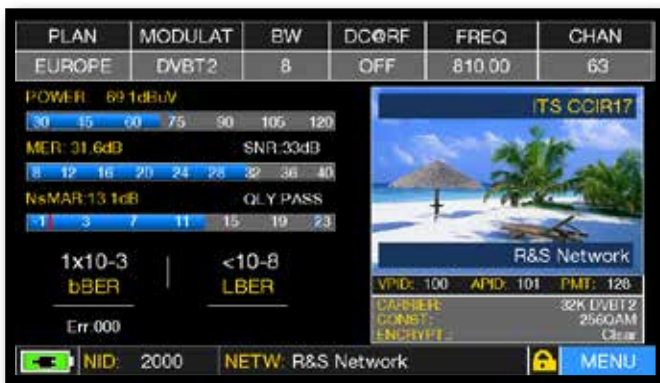 PLAN MODULAT BW DC@RF FREQ CHAN
EUROPE DVBT2 8 OFF 810.00 63
POWER: 69.1dBuV
30 45 60 75 90 105 120
MER: 31.6dB SNR:33dB
8 12 16 20 24 28 32 36 40
NsMAR:13.1dB QLY:PASS
-1 3 7 11 15 19 23
1x10-3 <10-8
bBER LBER
Err:000
ITS CCIR17
R&S Network
VPID: 100 APID: 101 PMT: 128
CARRIER: 32K DVBT2
CONST.: 256QAM
ENCRYPT.: Clear
NID: 2000 NETW: R&S Network MENU